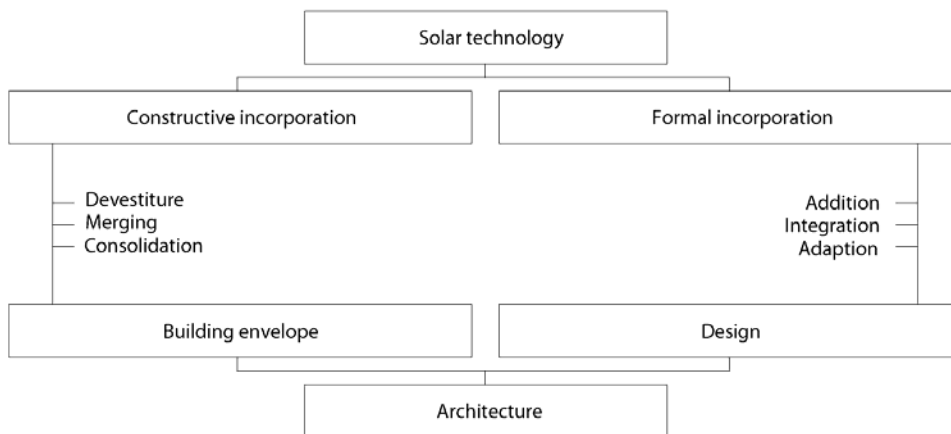 Solar technology
Constructive incorporation
Formal incorporation
Devestiture
Merging
Consolidation
Addition
Integration
Adaption
Building envelope
Design
Architecture